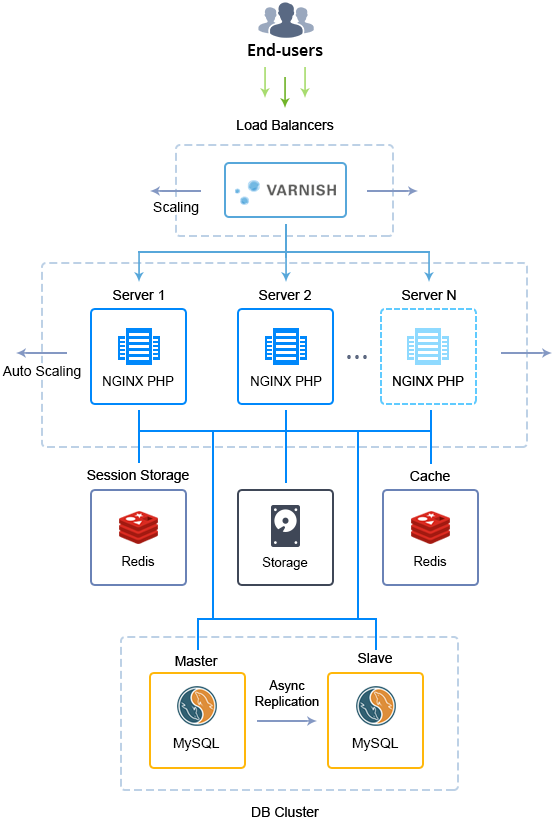 End-users
Load Balancers
VARNISH
Scaling
Server 1
Server 2
Server N
NGINX PHP
NGINX PHP
...
NGINX PHP
Auto Scaling
Session Storage
Cache
Redis
Storage
Redis
Master
Slave
Async
Replication
MySQL
MySQL
DB Cluster